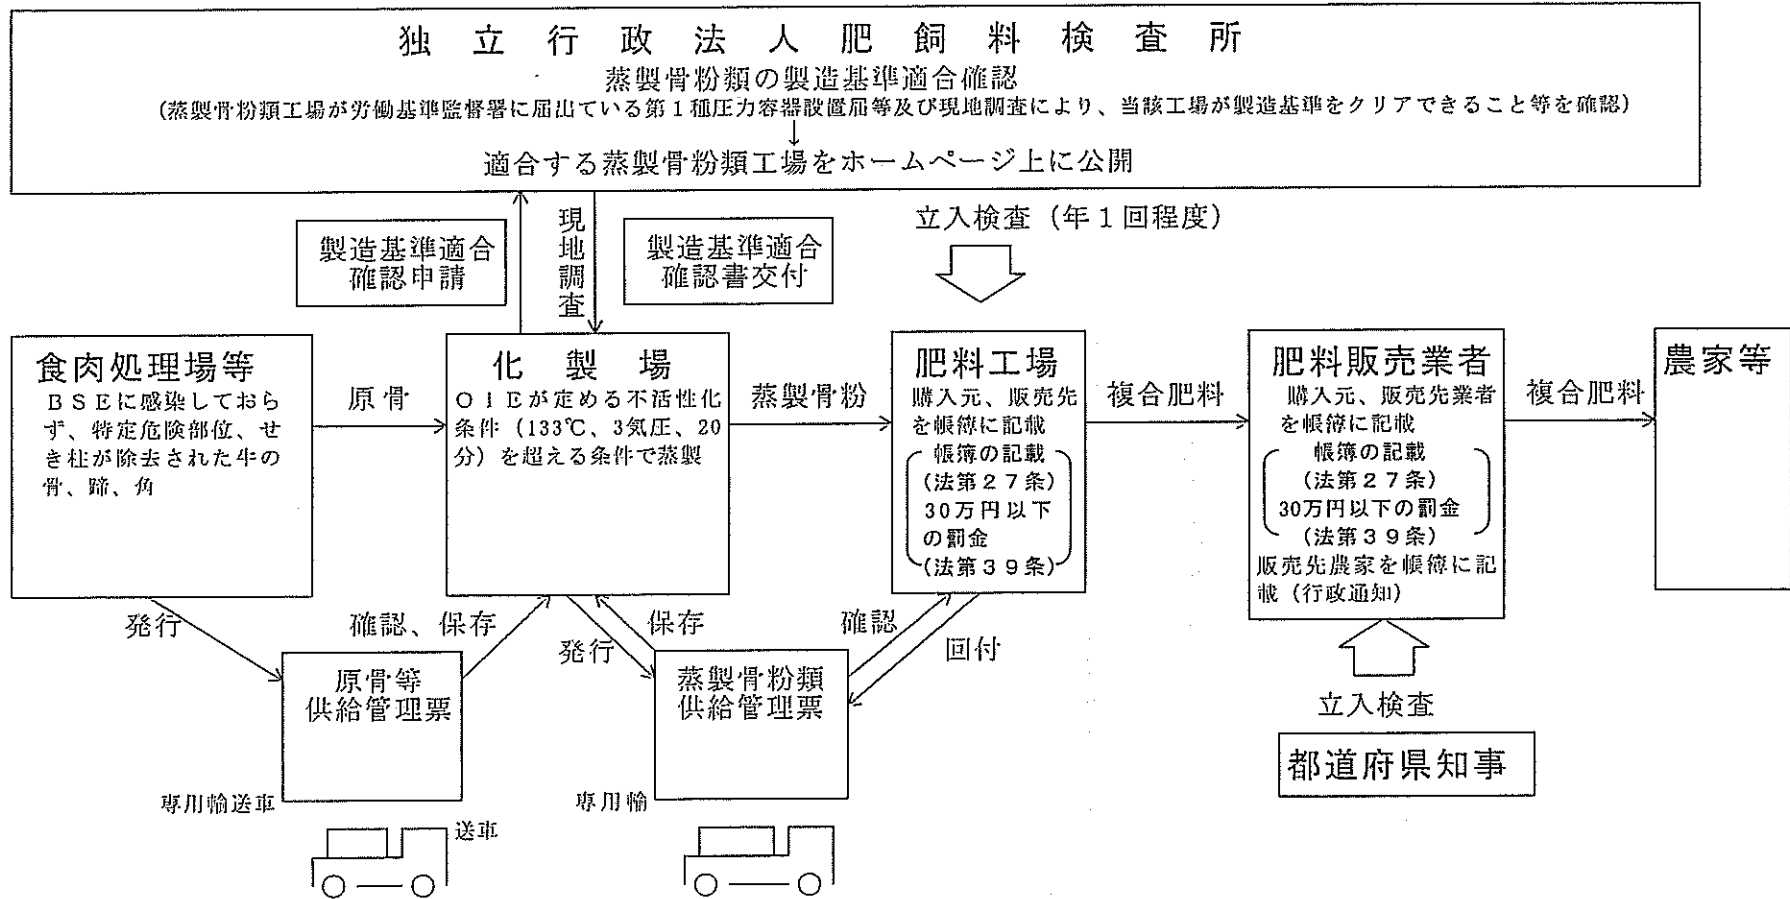 独立行政法人肥飼料検査所
蒸製骨粉類の製造基準適合確認
(蒸製骨粉類工場が労働基準監督署に届出ている第１種圧力容器設置届等及び現地調査により、当該工場が製造基準をクリアできること等を確認)
↓
適合する蒸製骨粉類工場をホームページ上に公開
製造基準適合
確認申請
現地調査
製造基準適合
確認書交付
立入検査（年１回程度）
食肉処理場等
ＢＳＥに感染しておら
ず、特定危険部位、せ
き柱が除去された牛の
骨、蹄、角
原骨
化製場
ＯＩＥが定める不活性化
条件（133℃、3気圧、20
分）を超える条件で蒸製
蒸製骨粉
肥料工場
購入元、販売先
を帳簿に記載
帳簿の記載
(法第２７条)
30万円以下
の罰金
(法第３９条)
複合肥料
肥料販売業者
購入元、販売先業者
を帳簿に記載
帳簿の記載
(法第２７条)
30万円以下の罰金
(法第３９条)
販売先農家を帳簿に記
載（行政通知）
複合肥料
農家等
発行
確認、保存
発行
保存
確認
回付
原骨等
供給管理票
蒸製骨粉類
供給管理票
立入検査
都道府県知事
専用輸送車
送車
専用輸